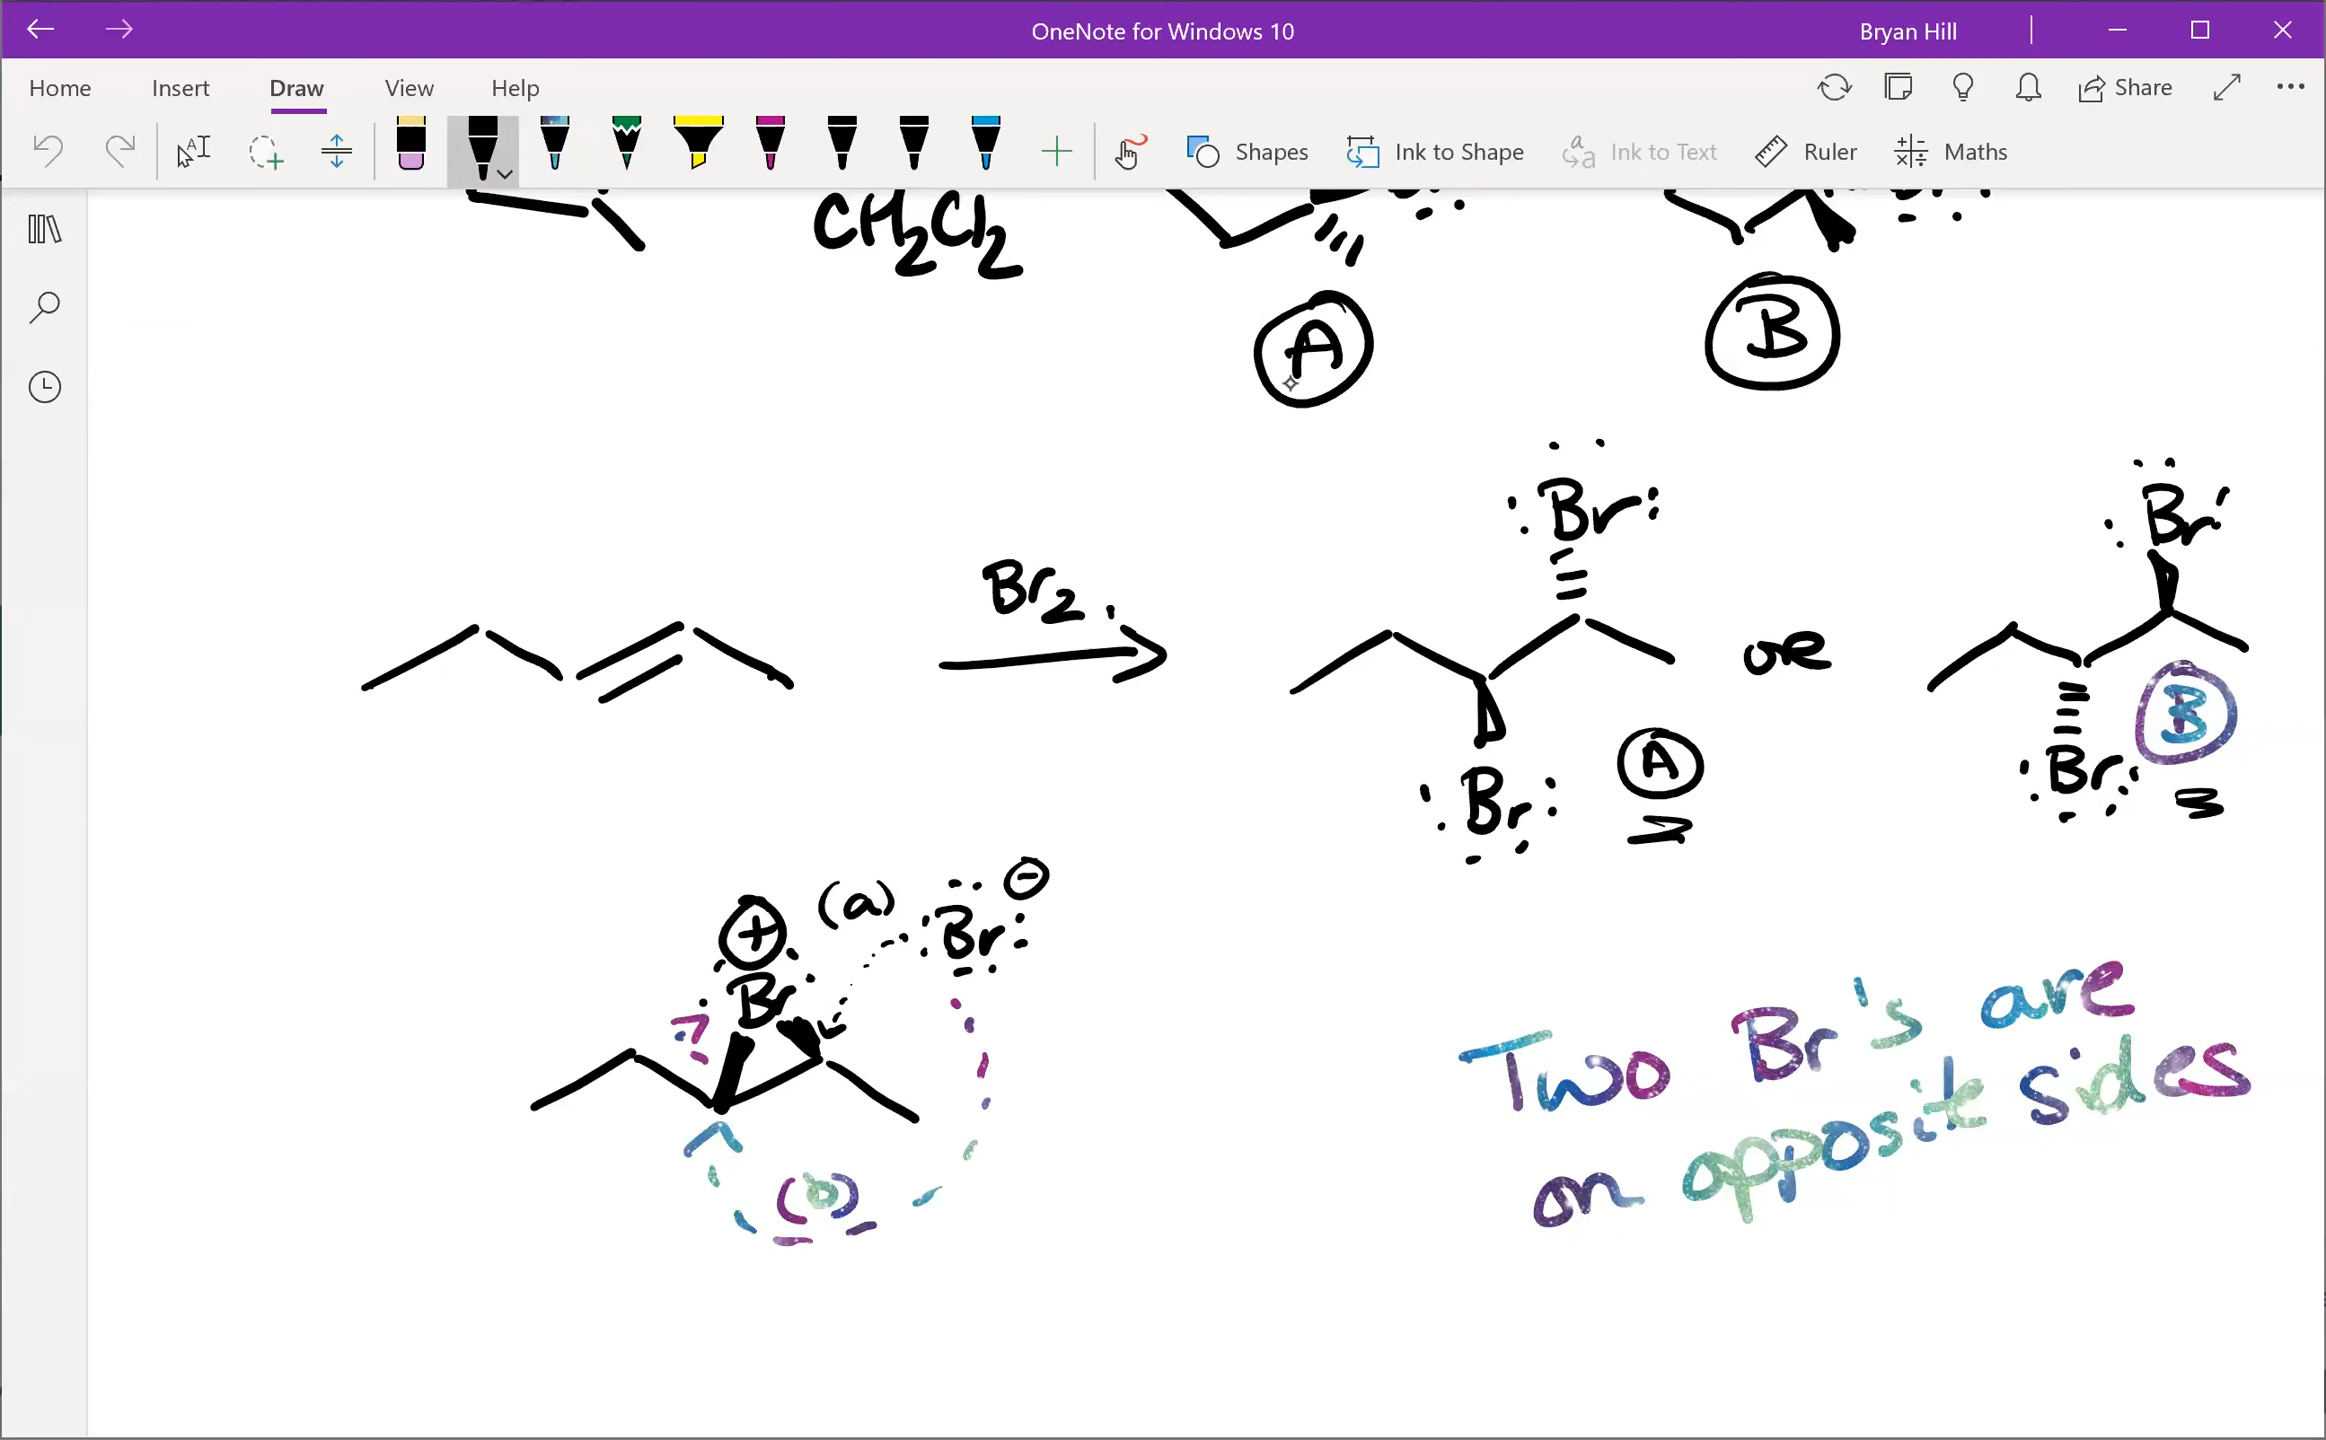 OneNote for Windows 10
Bryan Hill
Home Insert Draw View Help
Share
Shapes Ink to Shape Ink to Text Ruler Maths
CH₂Cl₂
A
B
Br Br
Br₂
or
B
A
Br Br
(a) Br ⊖
⊕
Br
Two Br's are
on opposite sides
(b)